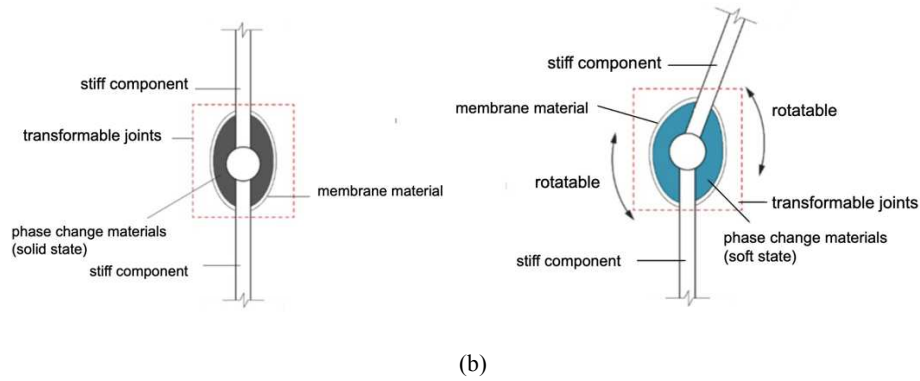 stiff component
transformable joints
membrane material
phase change materials
(solid state)
stiff component
stiff component
membrane material
rotatable
rotatable
transformable joints
phase change materials
(soft state)
stiff component
(b)